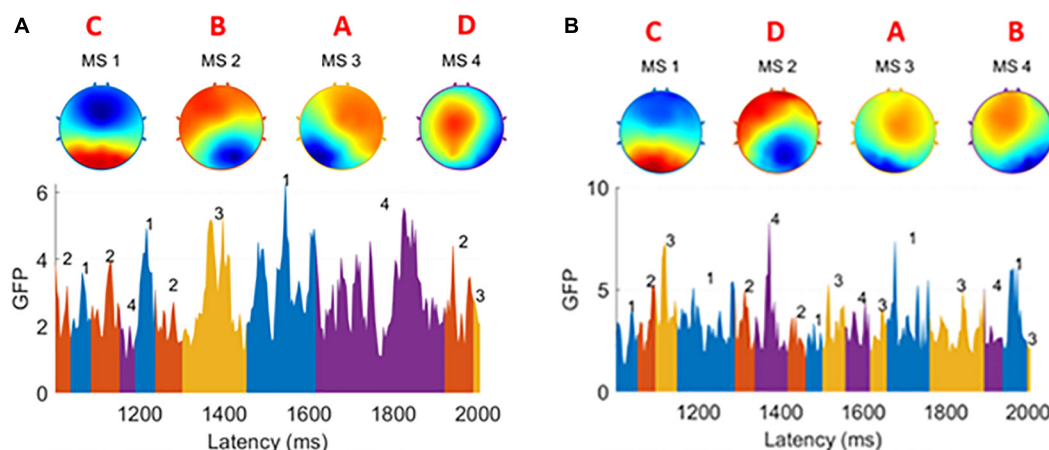 A
C B A D
MS 1 MS 2 MS 3 MS 4
6
4
2
0
GFP
2 1 2 4 1 2 3 1 4 2 3
1200 1400 1600 1800 2000
Latency (ms)
B
C D A B
MS 1 MS 2 MS 3 MS 4
10
5
0
GFP
1 2 3 1 2 4 2 1 3 4 3 1 3 4 1 3
1200 1400 1600 1800 2000
Latency (ms)